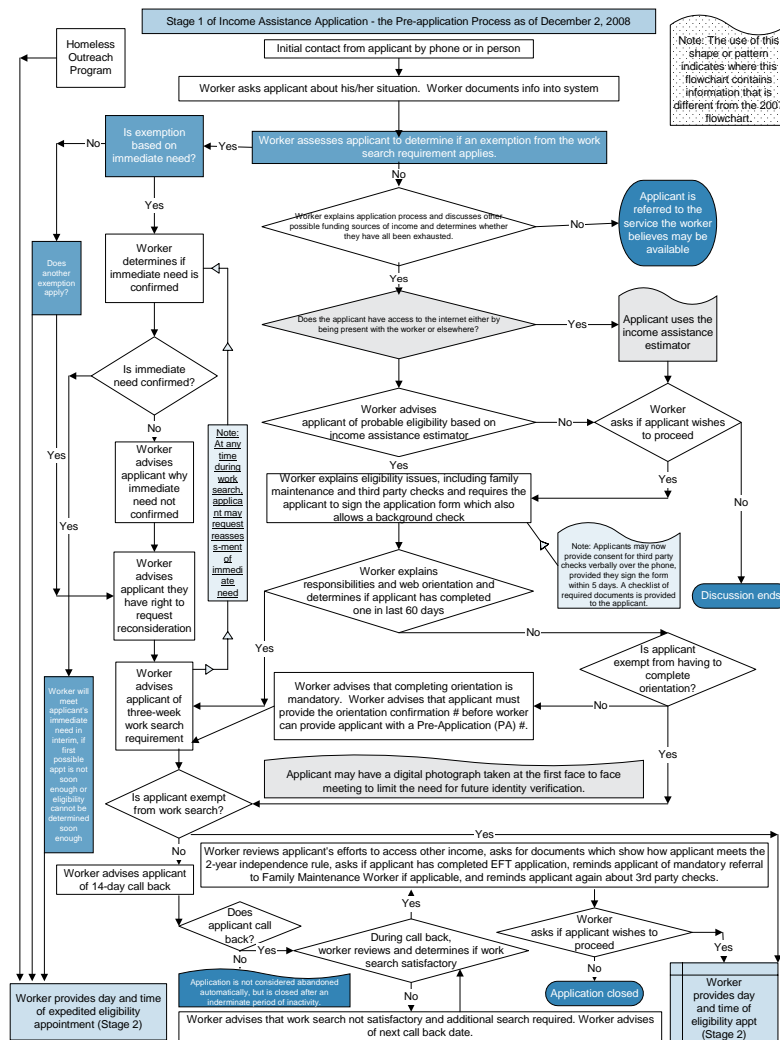 Stage 1 of Income Assistance Application - the Pre-application Process as of December 2, 2008
Homeless
Outreach
Program
Initial contact from applicant by phone or in person
Note: The use of this
shape or pattern
indicates where this
flowchart contains
information that is
different from the 200
flowchart.
Worker asks applicant about his/her situation.  Worker documents info into system
Is exemption
based on
immediate need?
No
Yes
Worker assesses applicant to determine if an exemption from the work
search requirement applies.
No
Yes
Worker explains application process and discusses other
possible funding sources of income and determines whether
they have all been exhausted.
No
Applicant is
referred to the
service the worker
believes may be
available
Does
another
exemption
apply?
Worker
determines if
immediate need is
confirmed
Yes
Does the applicant have access to the internet either by
being present with the worker or elsewhere?
Yes
Applicant uses the
income assistance
estimator
Is immediate
need confirmed?
Worker advises
applicant of probable eligibility based on
income assistance estimator
No
Worker
asks if applicant wishes
to proceed
No
Note:
At any
time
during
work
search,
applica
nt may
request
reasses
s-ment
of
immedi
ate
need
Yes
Yes
Worker
advises
applicant why
immediate
need not
confirmed
Yes
Yes
Worker explains eligibility issues, including family
maintenance and third party checks and requires the
applicant to sign the application form which also
allows a background check
No
Note: Applicants may now
provide consent for third party
checks verbally over the phone,
provided they sign the form
within 5 days. A checklist of
required documents is provided
to the applicant.
Discussion ends
Worker
advises
applicant they
have right to
request
reconsideration
Worker explains
responsibilities and web orientation and
determines if applicant has completed
one in last 60 days
No
Yes
Is applicant
exempt from having to
complete
orientation?
Worker
advises
applicant of
three-week
work search
requirement
Worker advises that completing orientation is
mandatory.  Worker advises that applicant must
provide the orientation confirmation # before worker
can provide applicant with a Pre-Application (PA) #.
No
Yes
Worker will
meet
applicant's
immediate
need in
interim, if
first
possible
appt is not
soon
enough or
eligibility
cannot be
determined
soon
enough
Applicant may have a digital photograph taken at the first face to face
meeting to limit the need for future identity verification.
Is applicant exempt
from work search?
Yes
No
Worker reviews applicant's efforts to access other income, asks for documents which show how applicant meets the
2-year independence rule, asks if applicant has completed EFT application, reminds applicant of mandatory referral
to Family Maintenance Worker if applicable, and reminds applicant again about 3rd party checks.
Worker advises applicant
of 14-day call back
Yes
Does
applicant call
back?
Yes
No
During call back,
worker reviews and determines if work
search satisfactory
Worker
asks if applicant wishes to
proceed
Yes
No
Application is not considered abandoned
automatically, but is closed after an
inderminate period of inactivity.
No
Application closed
Worker provides day and time
of expedited eligibility
appointment (Stage 2)
Worker advises that work search not satisfactory and additional search required. Worker advises
of next call back date.
Worker
provides day
and time of
eligibility appt
(Stage 2)